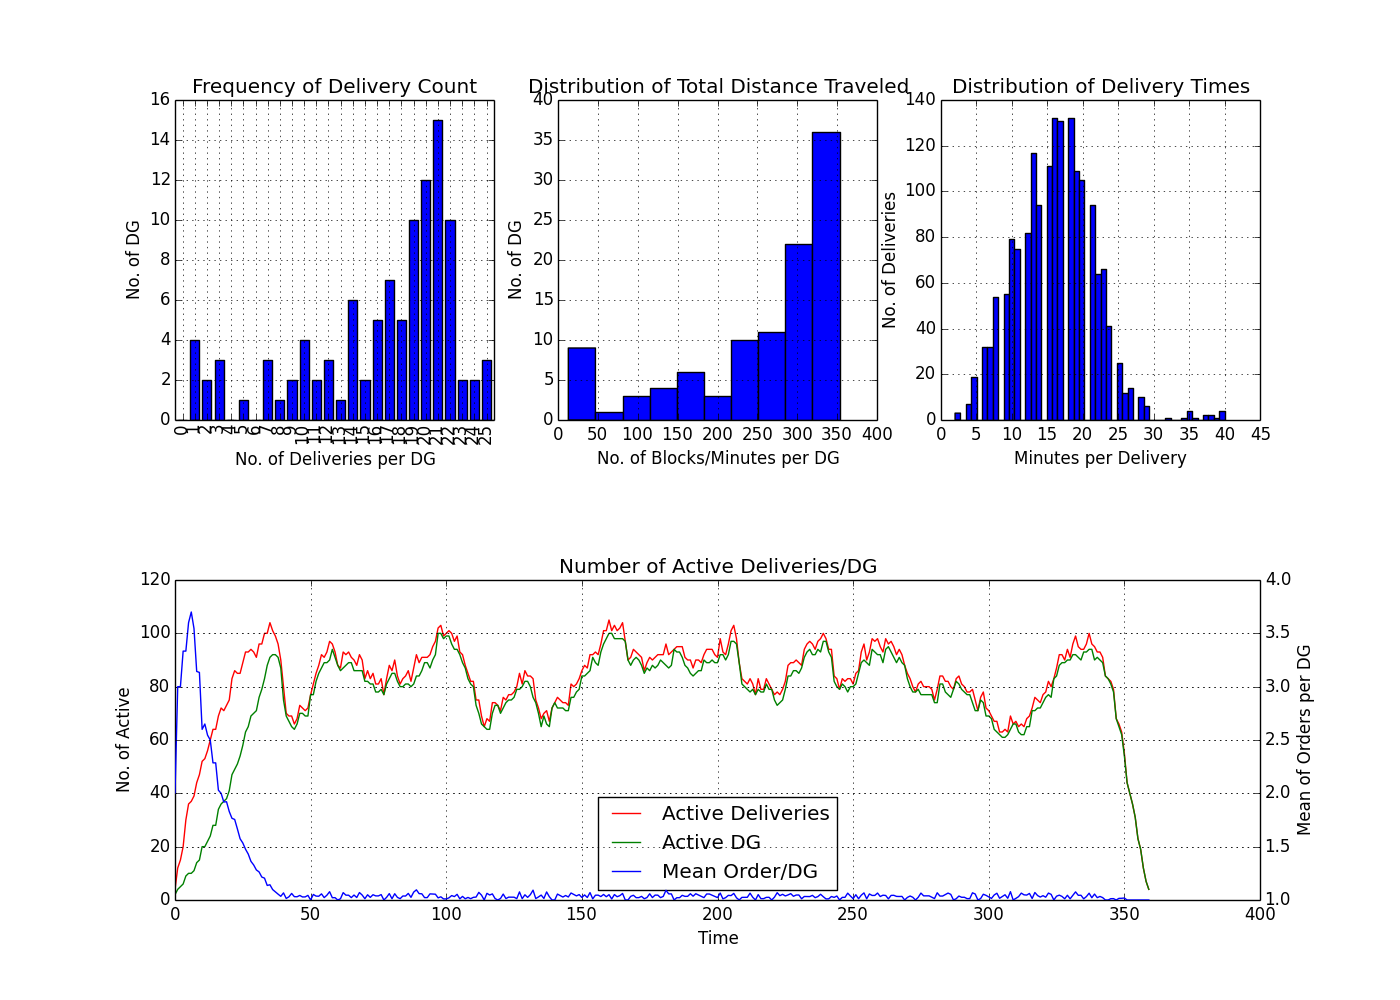 Frequency of Delivery Count
No. of DG
16
14
12
10
8
6
4
2
0
0 1 2 3 4 5 6 7 8 9 10 11 12 13 14 15 16 17 18 19 20 21 22 23 24 25
No. of Deliveries per DG
Distribution of Total Distance Traveled
No. of DG
40
35
30
25
20
15
10
5
0
0 50 100 150 200 250 300 350 400
No. of Blocks/Minutes per DG
Distribution of Delivery Times
No. of Deliveries
140
120
100
80
60
40
20
0
0 5 10 15 20 25 30 35 40 45
Minutes per Delivery
Number of Active Deliveries/DG
No. of Active
120
100
80
60
40
20
0
Active Deliveries
Active DG
Mean Order/DG
4.0
3.5
3.0
2.5
2.0
1.5
1.0
Mean of Orders per DG
0 50 100 150 200 250 300 350 400
Time